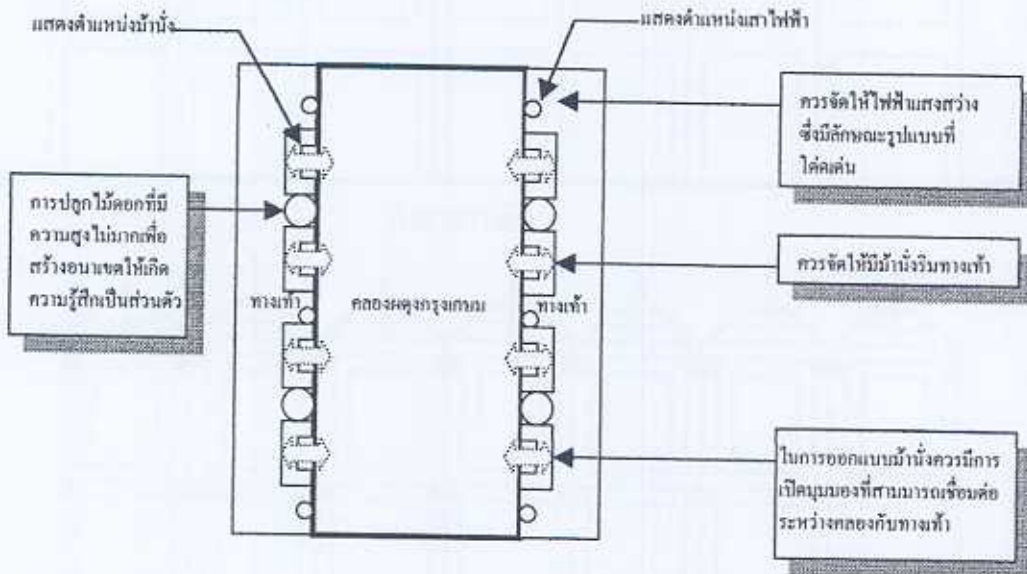 แสดงตำแหน่งม้านั่ง
แสดงตำแหน่งเสาไฟฟ้า
ควรจัดให้ไฟฟ้าแสงสว่าง
ซึ่งมีลักษณะรูปแบบที่
โดดเด่น
การปลูกไม้ดอกที่มี
ความสูงไม่มากเพื่อ
สร้างอนาเขตให้เกิด
ความรู้สึกเป็นส่วนตัว
ควรจัดให้มีม้านั่งริมทางเท้า
ทางเท้า
คลองผดุงกรุงเกษม
ทางเท้า
ในการออกแบบม้านั่งควรมีการ
เปิดมุมมองที่สามมารถเชื่อมต่อ
ระหว่างคลองกับทางเท้า